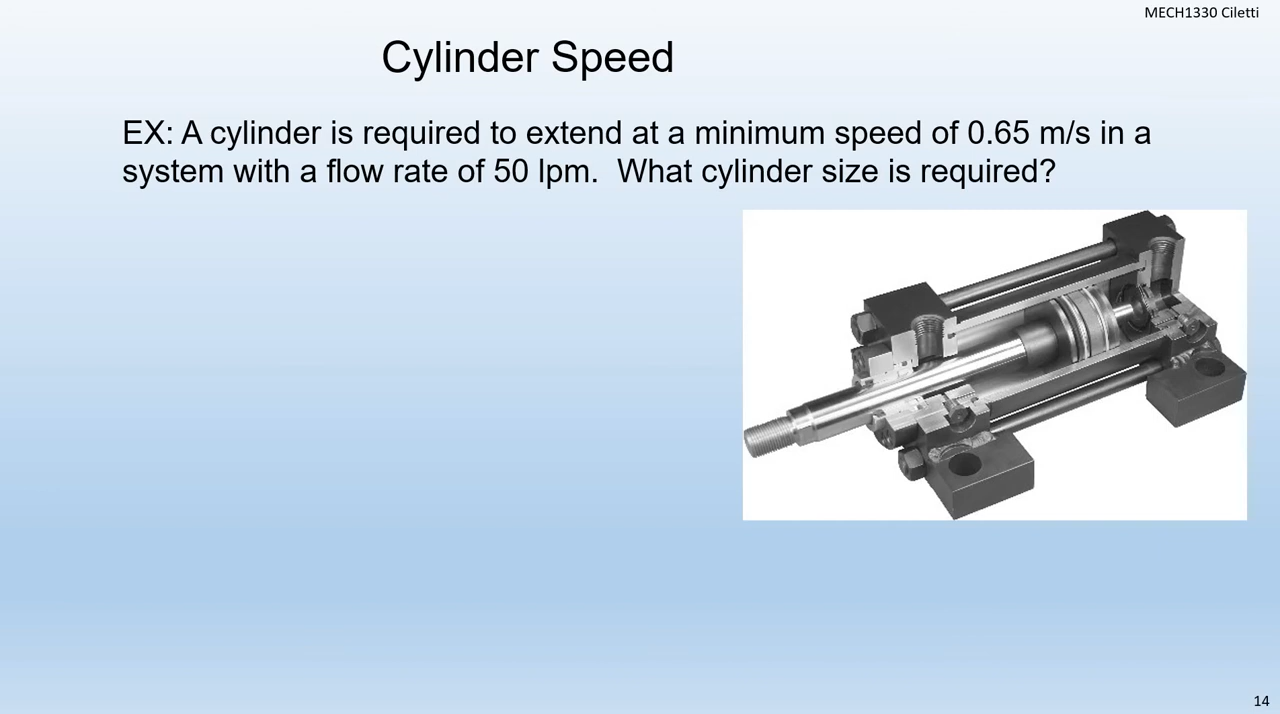 MECH1330 Ciletti
Cylinder Speed
EX: A cylinder is required to extend at a minimum speed of 0.65 m/s in a
system with a flow rate of 50 lpm.  What cylinder size is required?
14